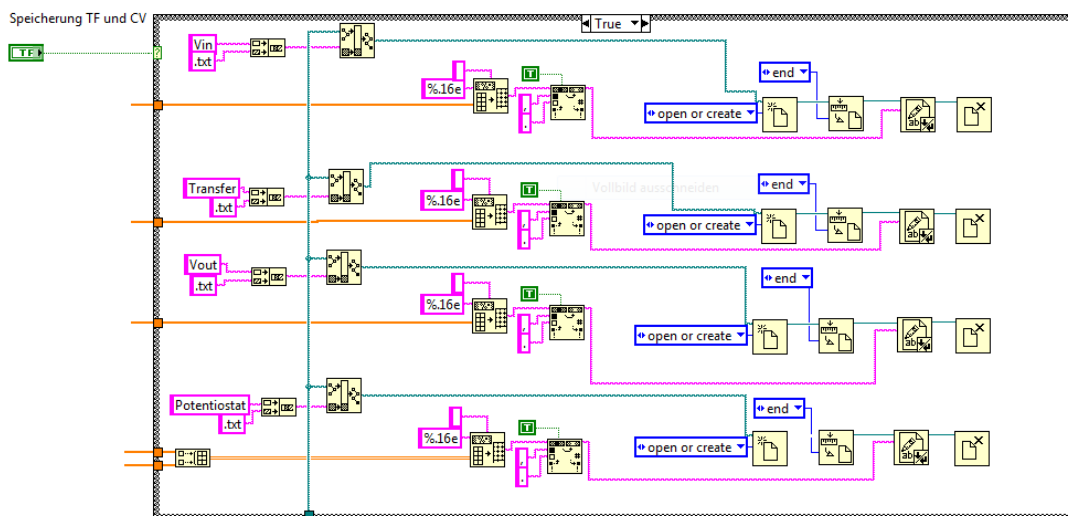 Speicherung TF und CV
TF
?
True
Vin
.txt
%.16e
T
,
.
end
open or create
Transfer
.txt
%.16e
T
,
.
Vollbild ausschneiden
end
open or create
Vout
.txt
%.16e
T
,
.
end
open or create
Potentiostat
.txt
%.16e
T
,
.
end
open or create